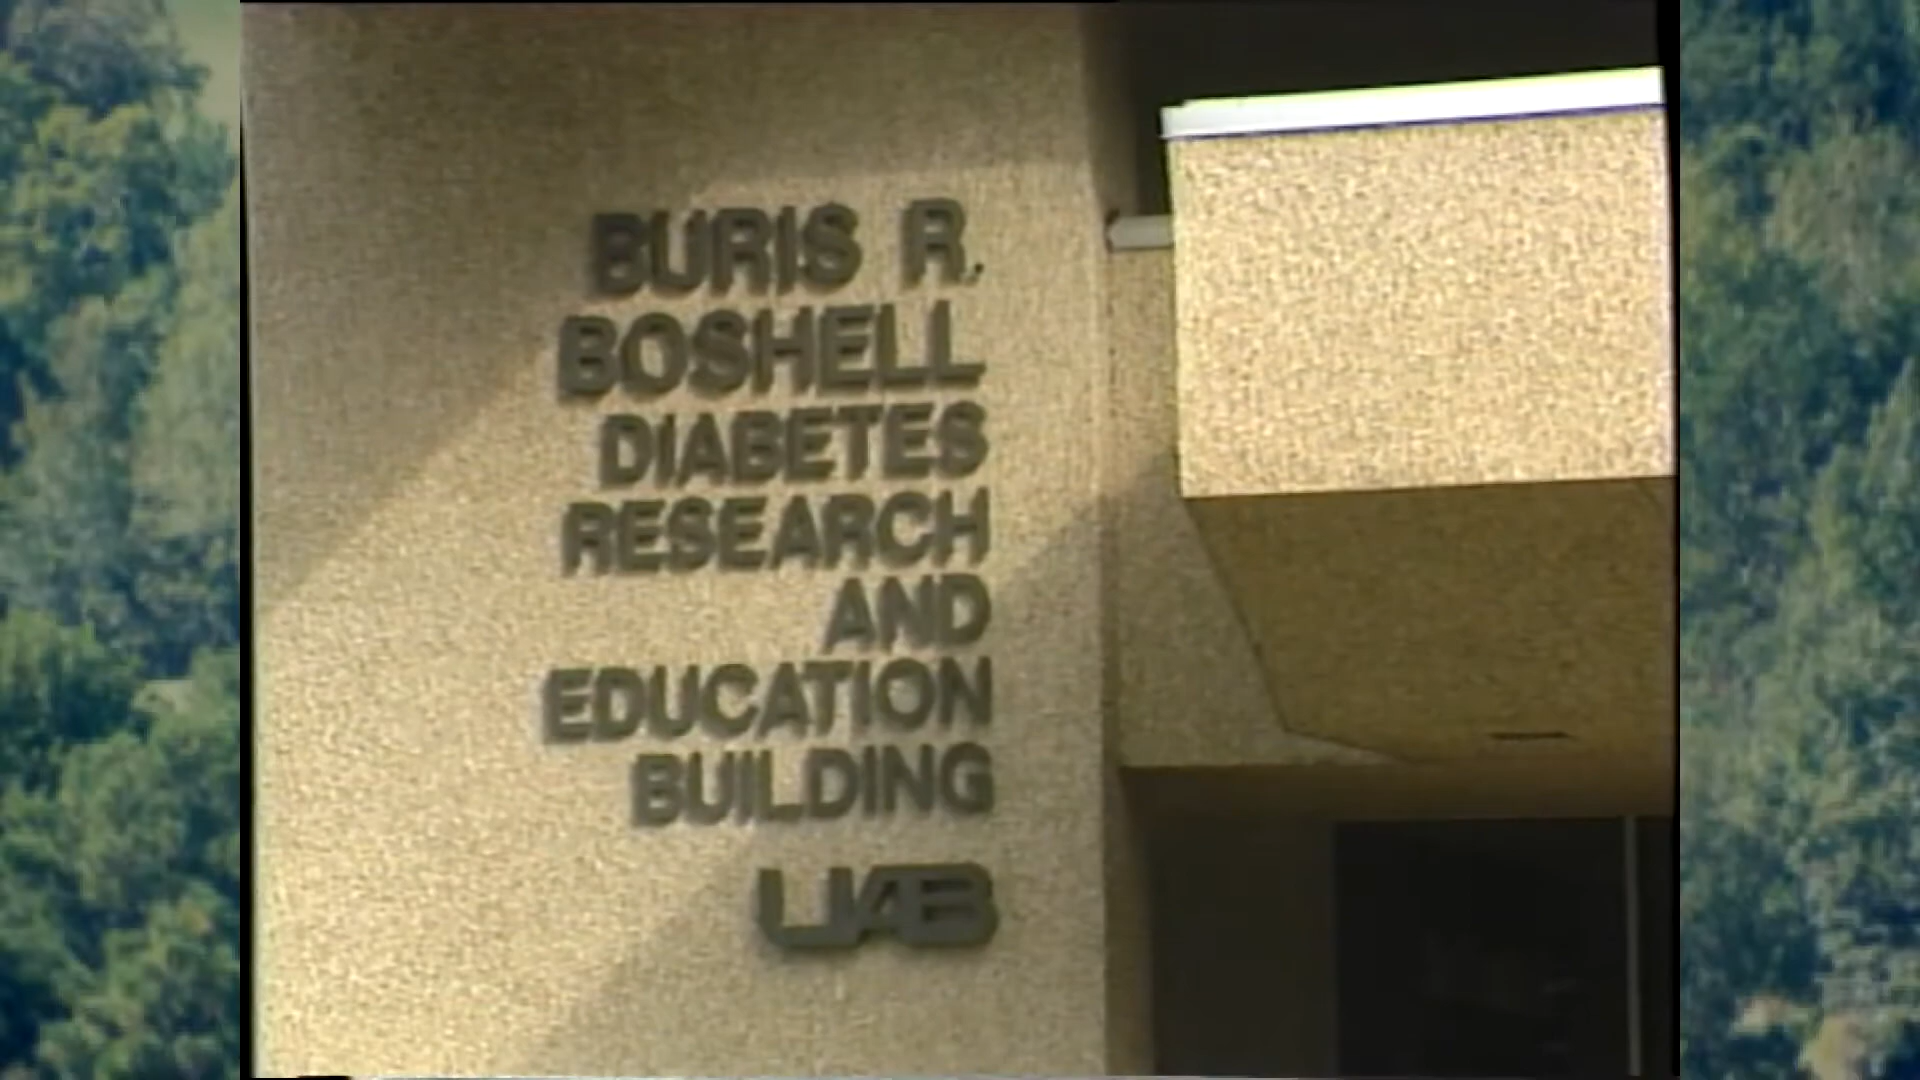 BURIS R.
BOSHELL
DIABETES
RESEARCH
AND
EDUCATION
BUILDING
UAB